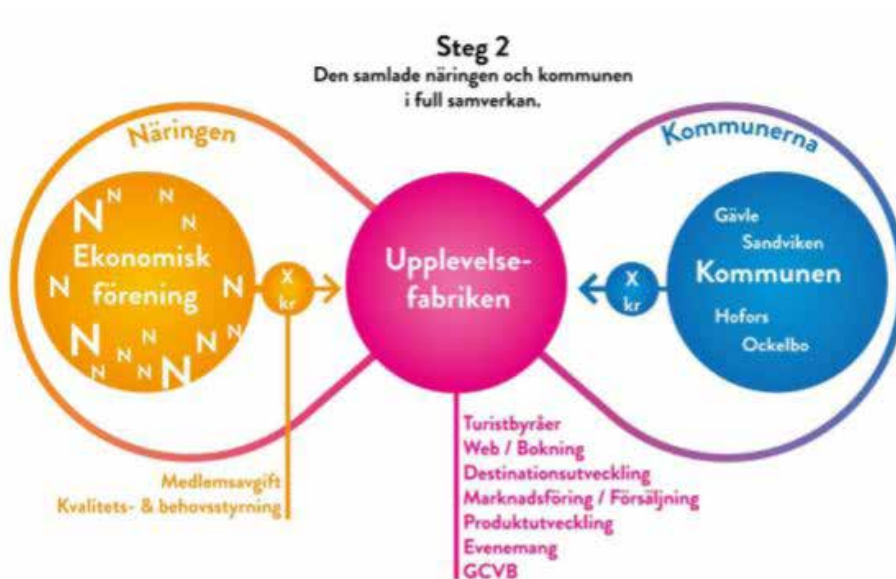 Steg 2
Den samlade näringen och kommunen
i full samverkan.
Näringen
N N N N
Ekonomisk
förening
N N
N N N N N
N N N
X
kr
Medlemsavgift
Kvalitets- & behovsstyrning
Upplevelse-
fabriken
Turistbyråer
Web / Bokning
Destinationsutveckling
Marknadsföring / Försäljning
Produktutveckling
Evenemang
GCVB
X
kr
Kommunerna
Gävle
Sandviken
Kommunen
Hofors
Ockelbo